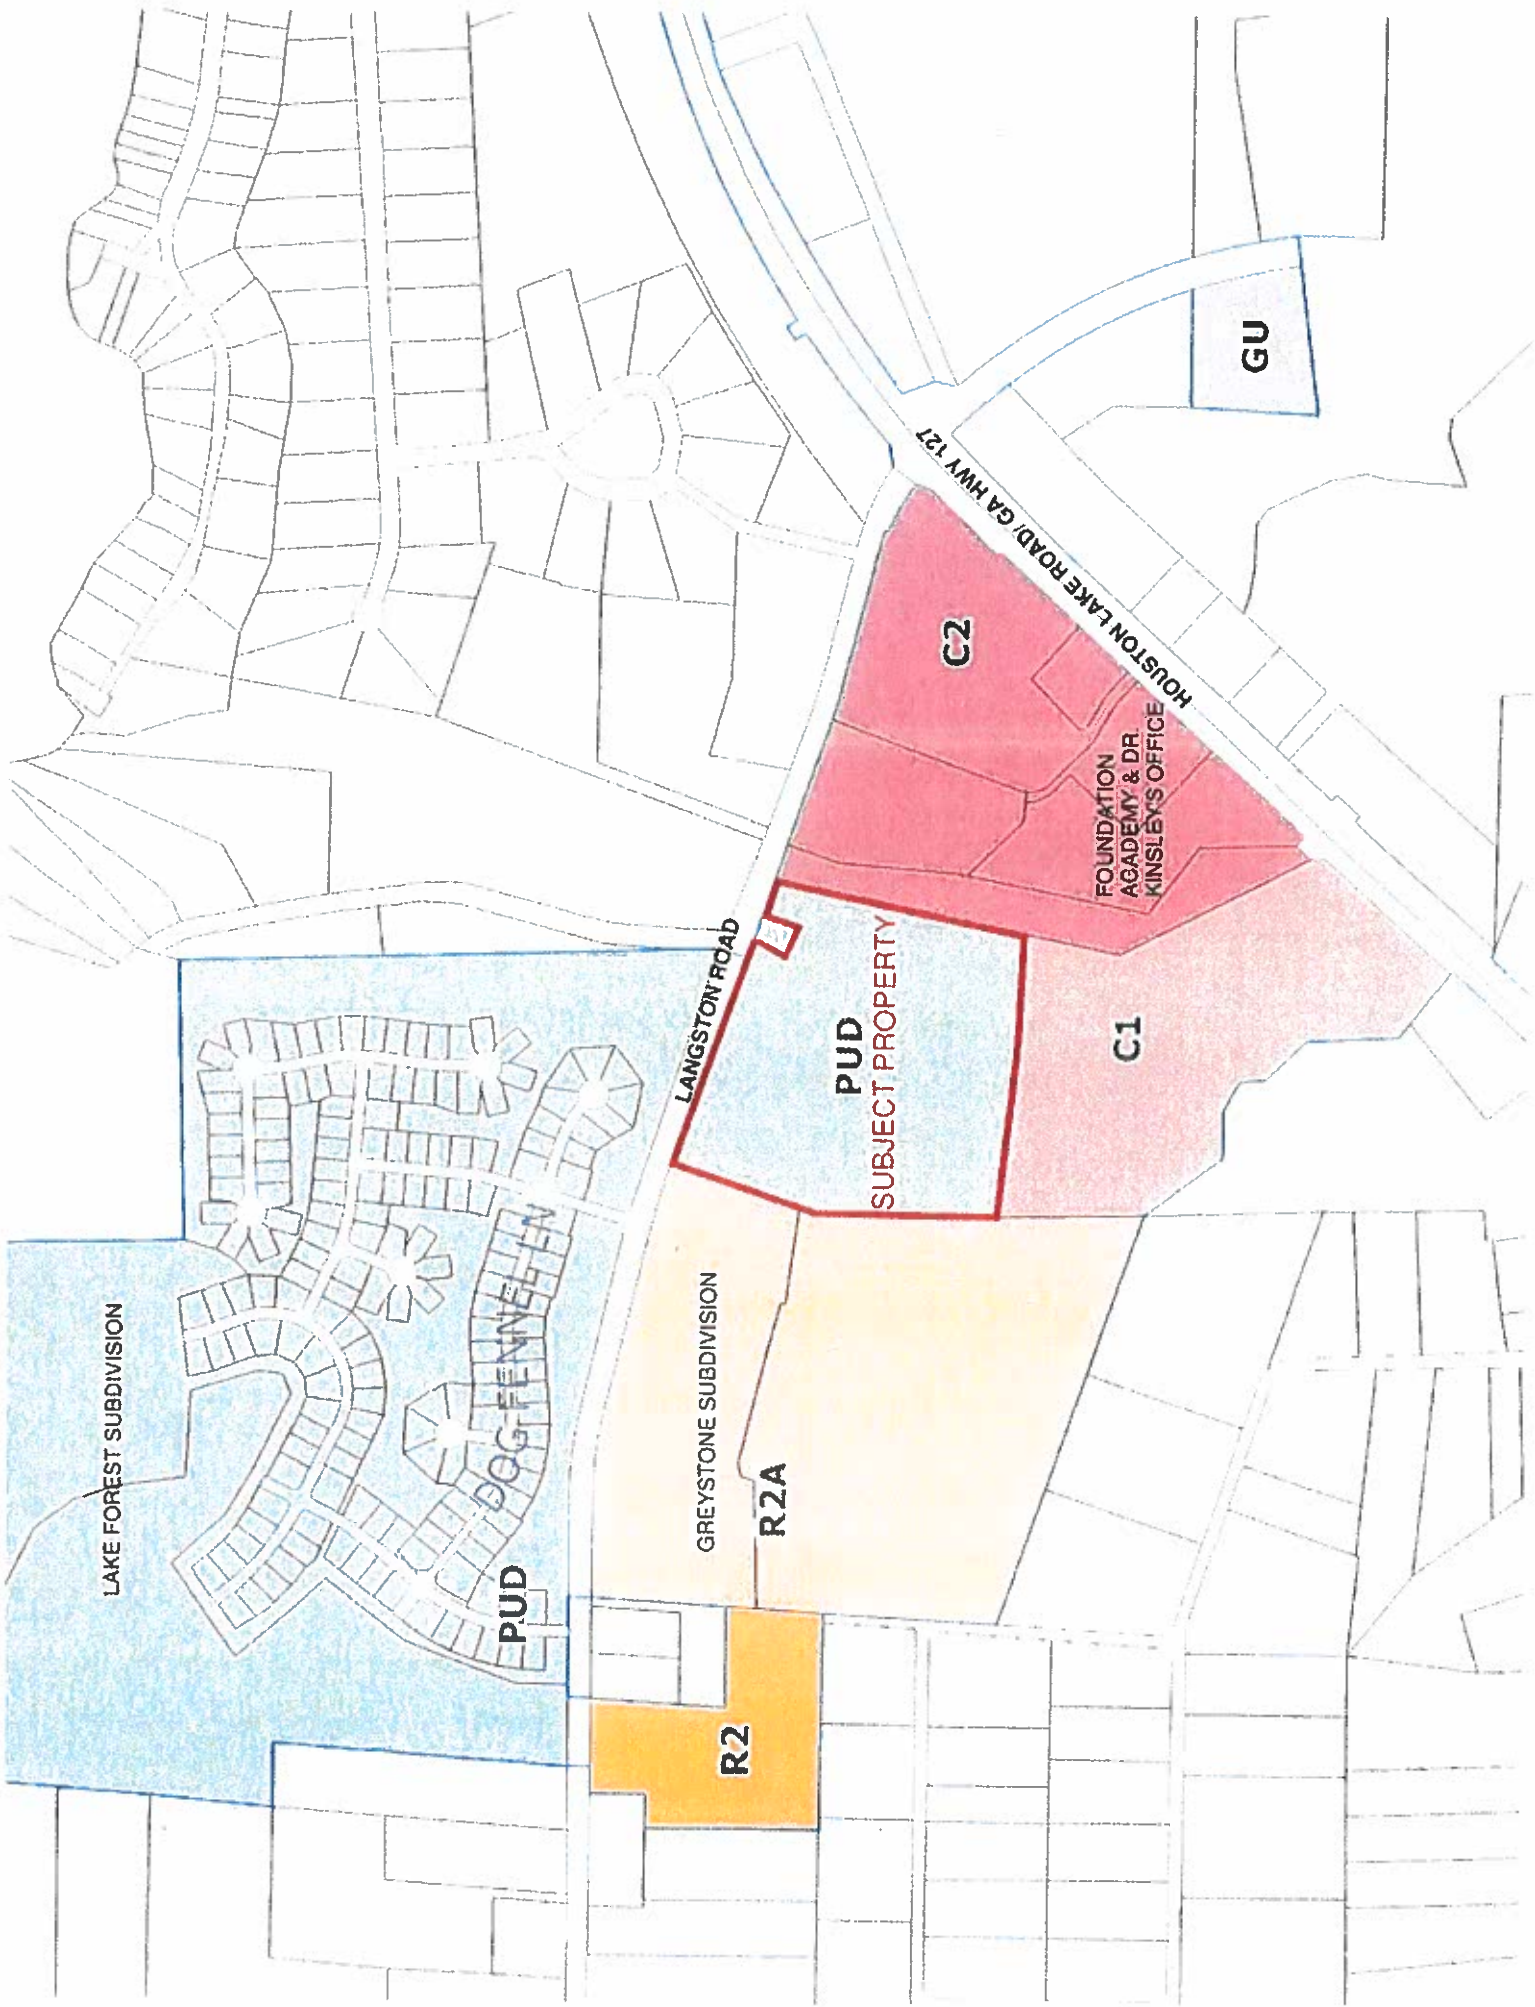 LAKE FOREST SUBDIVISION
DOG-FENNEL LN
PUD
LANGSTON ROAD
GREYSTONE SUBDIVISION
R2A
R2
PUD
SUBJECT PROPERTY
C1
C2
FOUNDATION
ACADEMY & DR.
KINSLEY'S OFFICE
HOUSTON LAKE ROAD/ GA HWY 127
GU